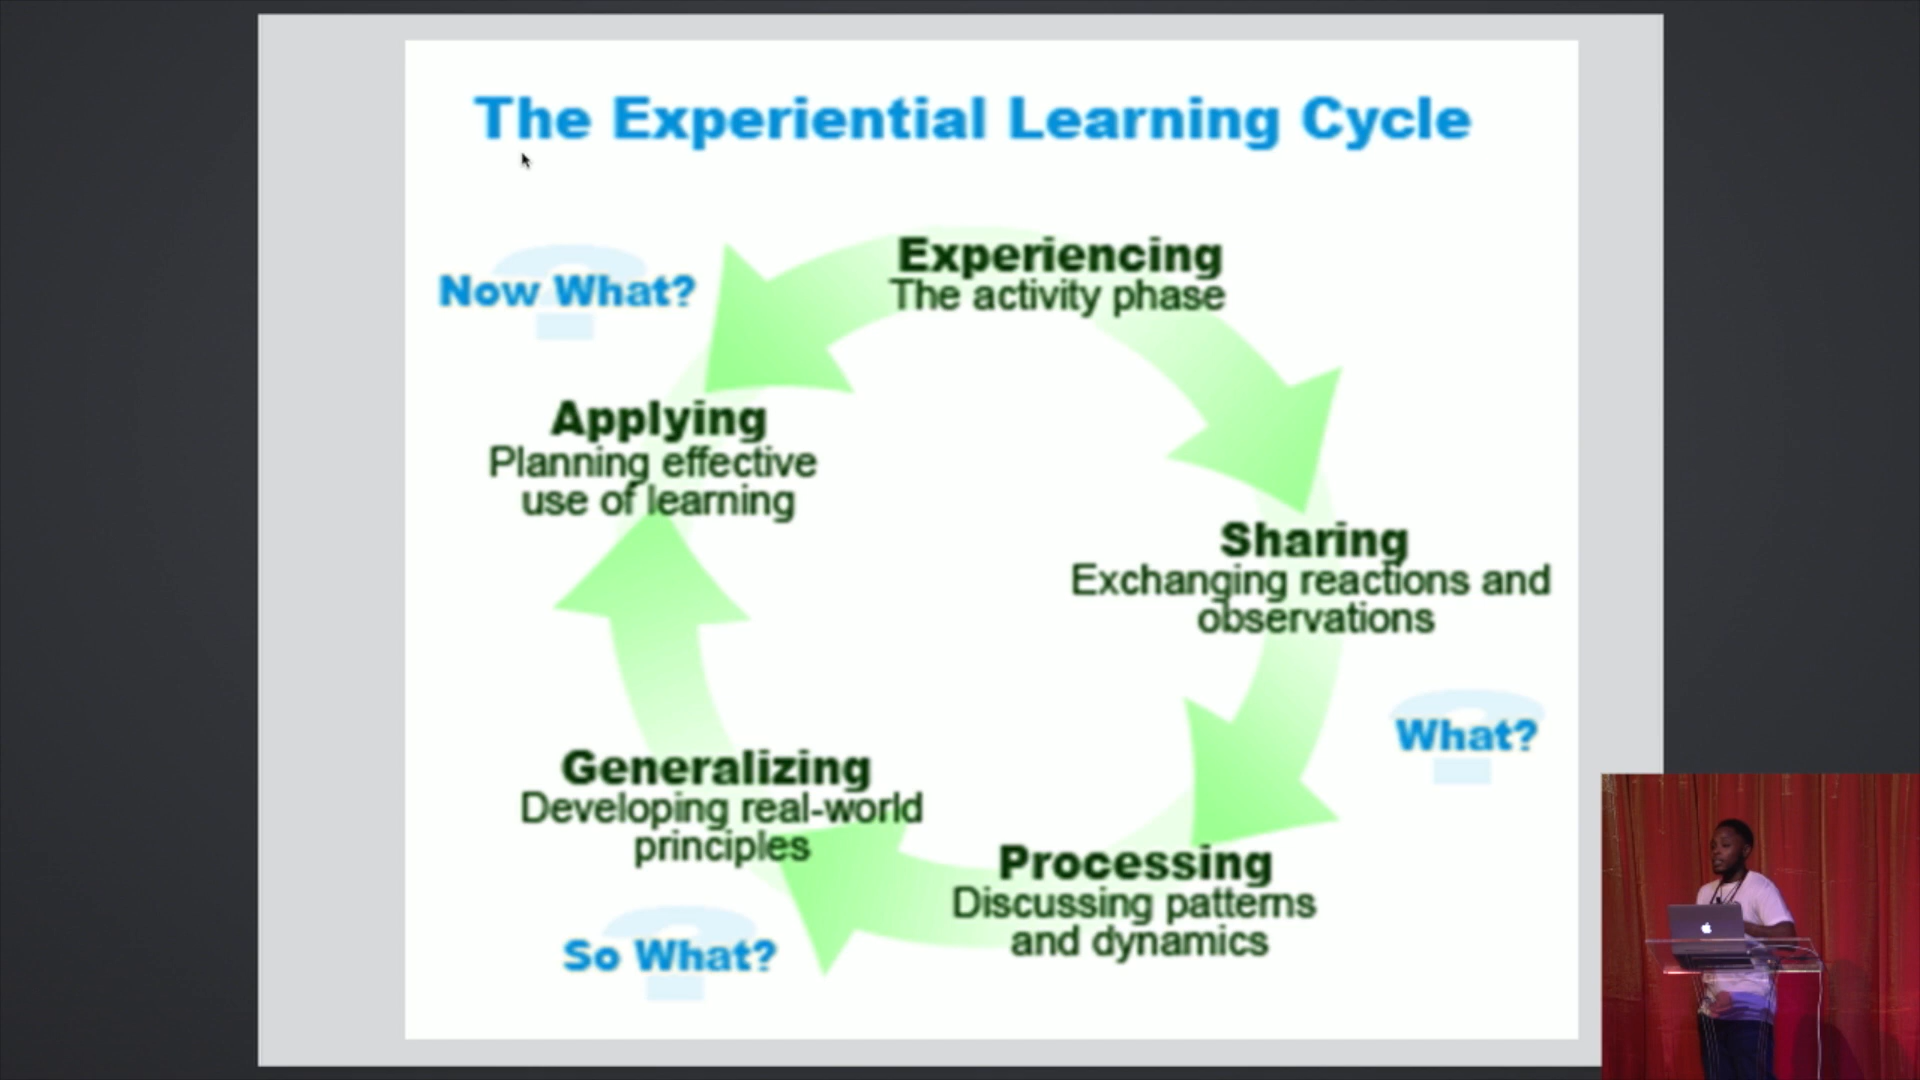 The Experiential Learning Cycle
Experiencing
The activity phase
Now What?
Applying
Planning effective
use of learning
Sharing
Exchanging reactions and
observations
What?
Generalizing
Developing real-world
principles
Processing
Discussing patterns
and dynamics
So What?